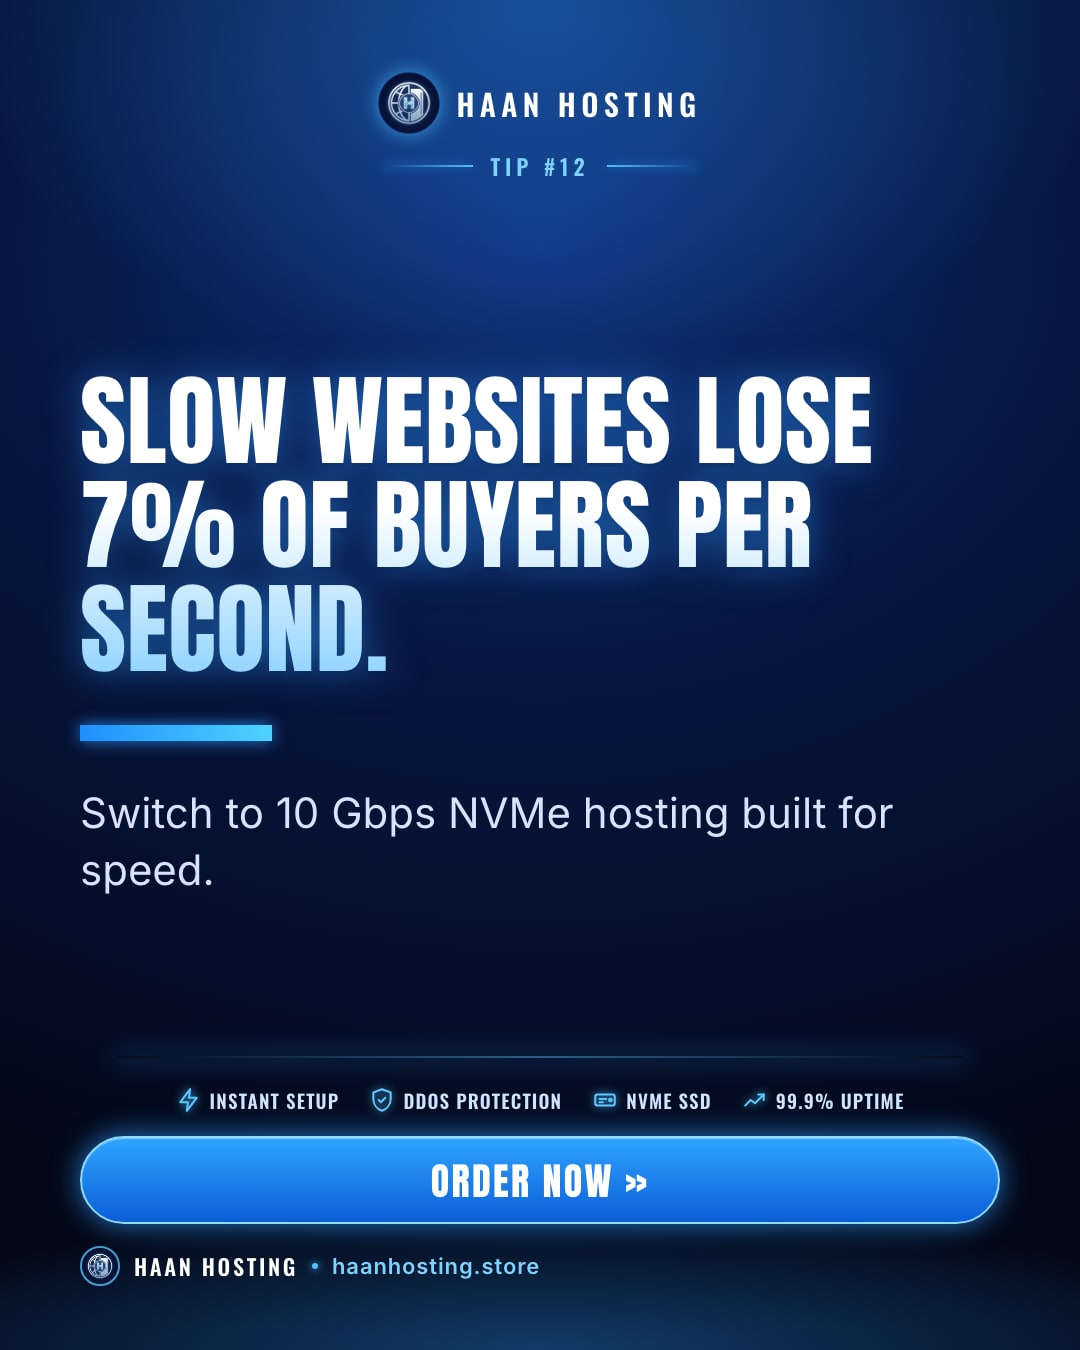 HAAN HOSTING
TIP #12
SLOW WEBSITES LOSE
7% OF BUYERS PER
SECOND.
Switch to 10 Gbps NVMe hosting built for
speed.
INSTANT SETUP DDOS PROTECTION NVME SSD 99.9% UPTIME
ORDER NOW »
HAAN HOSTING • haanhosting.store